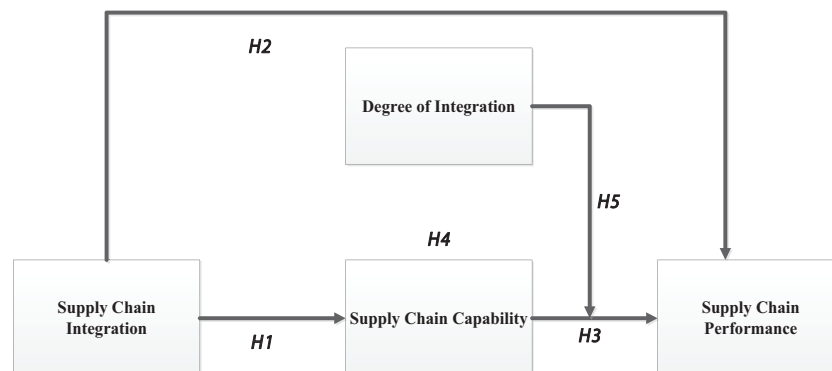 H2
Degree of Integration
H5
H4
Supply Chain
Integration
Supply Chain Capability
Supply Chain
Performance
H1
H3